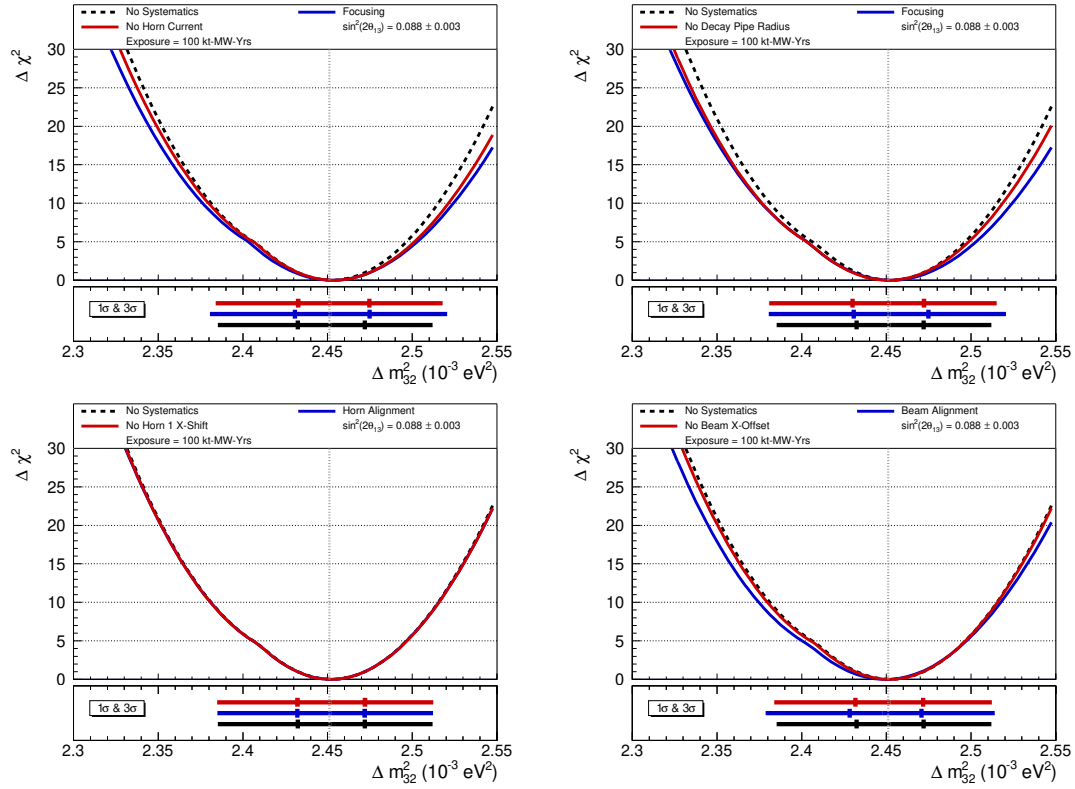 No Systematics Focusing
No Horn Current sin²(2θ₁₃) = 0.088 ± 0.003
Exposure = 100 kt-MW-Yrs
Δ χ²
30
25
20
15
10
5
0
1σ & 3σ
2.3 2.35 2.4 2.45 2.5 2.55
Δ m²₃₂ (10⁻³ eV²)
No Systematics Focusing
No Decay Pipe Radius sin²(2θ₁₃) = 0.088 ± 0.003
Exposure = 100 kt-MW-Yrs
Δ χ²
30
25
20
15
10
5
0
1σ & 3σ
2.3 2.35 2.4 2.45 2.5 2.55
Δ m²₃₂ (10⁻³ eV²)
No Systematics Horn Alignment
No Horn 1 X-Shift sin²(2θ₁₃) = 0.088 ± 0.003
Exposure = 100 kt-MW-Yrs
Δ χ²
30
25
20
15
10
5
0
1σ & 3σ
2.3 2.35 2.4 2.45 2.5 2.55
Δ m²₃₂ (10⁻³ eV²)
No Systematics Beam Alignment
No Beam X-Offset sin²(2θ₁₃) = 0.088 ± 0.003
Exposure = 100 kt-MW-Yrs
Δ χ²
30
25
20
15
10
5
0
1σ & 3σ
2.3 2.35 2.4 2.45 2.5 2.55
Δ m²₃₂ (10⁻³ eV²)